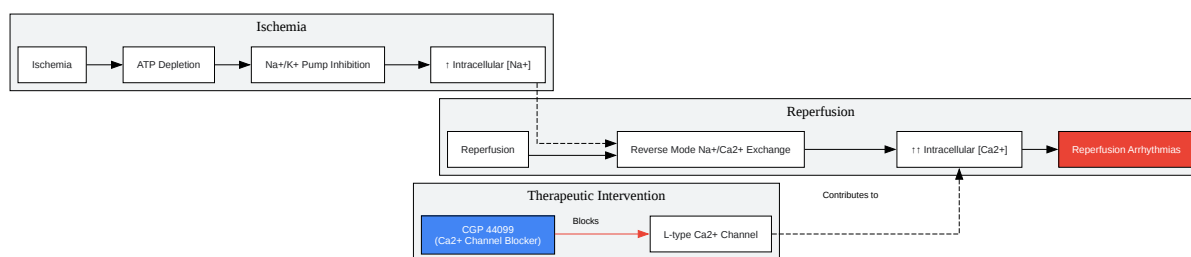 Ischemia
Ischemia
ATP Depletion
Na+/K+ Pump Inhibition
↑ Intracellular [Na+]
Reperfusion
Reperfusion
Reverse Mode Na+/Ca2+ Exchange
↑↑ Intracellular [Ca2+]
Reperfusion Arrhythmias
Therapeutic Intervention
Contributes to
CGP 44099
(Ca2+ Channel Blocker)
Blocks
L-type Ca2+ Channel